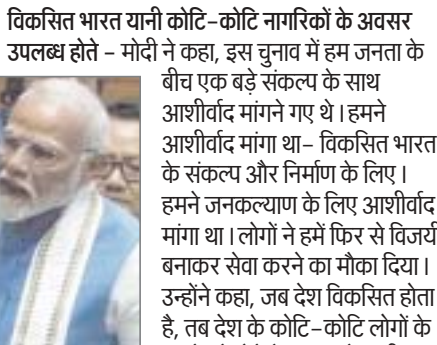 विकसित भारत यानी कोटि-कोटि नागरिकों के अवसर
उपलब्ध होते – मोदी ने कहा, इस चुनाव में हम जनता के
बीच एक बड़े संकल्प के साथ
आशीर्वाद मांगने गए थे। हमने
आशीर्वाद मांगा था– विकसित भारत
के संकल्प और निर्माण के लिए।
हमने जनकल्याण के लिए आशीर्वाद
मांगा था। लोगों ने हमें फिर से विजयी
बनाकर सेवा करने का मौका दिया।
उन्होंने कहा, जब देश विकसित होता
है, तब देश के कोटि–कोटि लोगों के